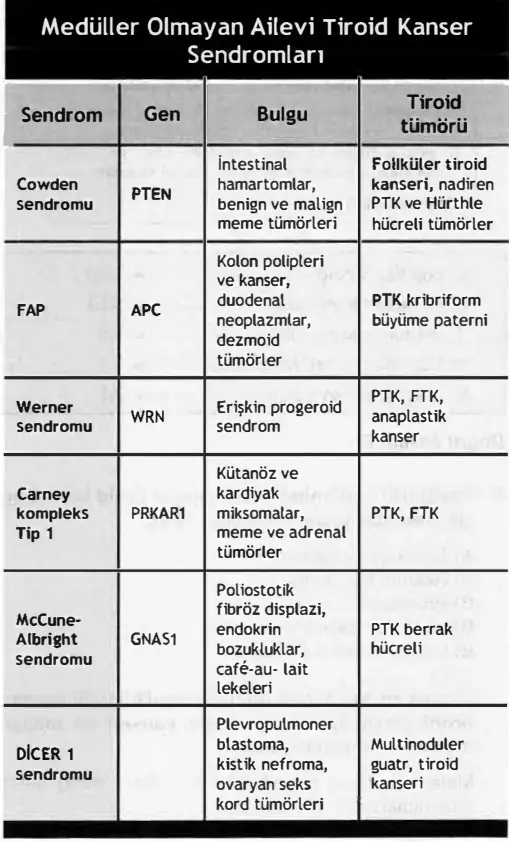 Medüller Olmayan Ailevi Tiroid Kanser
Sendromları
Sendrom
Gen
Bulgu
Tiroid
tümörü
Cowden
sendromu
PTEN
İntestinal
hamartomlar,
benign ve malign
meme tümörleri
Foliküler tiroid
kanseri, nadiren
PTK ve Hürthle
hücreli tümörler
FAP
APC
Kolon polipleri
ve kanser,
duodenal
neoplazmlar,
dezmoid
tümörler
PTK kribriform
büyüme paterni
Werner
sendromu
WRN
Erişkin progeroid
sendrom
PTK, FTK,
anaplastik
kanser
Carney
kompleks
Tip 1
PRKAR1
Kütanöz ve
kardiyak
miksomalar,
meme ve adrenal
tümörler
PTK, FTK
McCune-
Albright
sendromu
GNAS1
Poliostotik
fibröz displazi,
endokrin
bozukluklar,
café-au- lait
lekeleri
PTK berrak
hücreli
DİCER 1
sendromu
Plevropulmoner
blastoma,
kistik nefroma,
ovaryan seks
kord tümörleri
Multinoduler
guatr, tiroid
kanseri